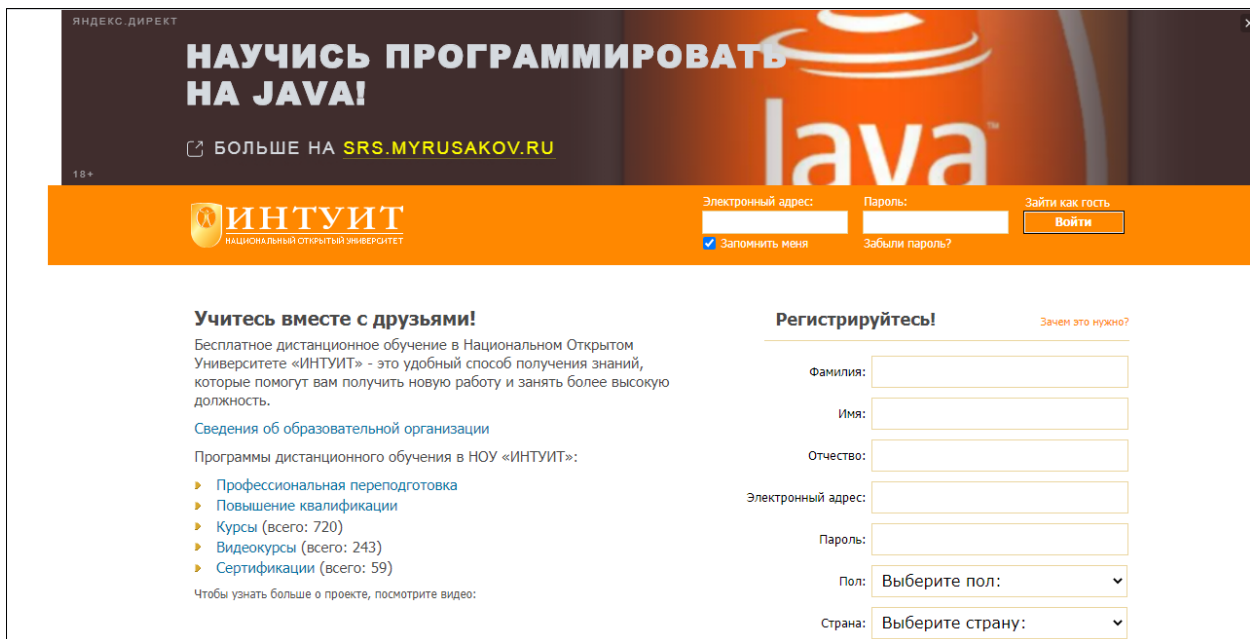 ЯНДЕКС.ДИРЕКТ
НАУЧИСЬ ПРОГРАММИРОВАТЬ
НА JAVA!
БОЛЬШЕ НА SRS.MYRUSAKOV.RU
18+
Java™
ИНТУИТ
НАЦИОНАЛЬНЫЙ ОТКРЫТЫЙ УНИВЕРСИТЕТ
Электронный адрес:
Пароль:
Зайти как гость
Войти
Запомнить меня
Забыли пароль?
Учитесь вместе с друзьями!
Бесплатное дистанционное обучение в Национальном Открытом
Университете «ИНТУИТ» - это удобный способ получения знаний,
которые помогут вам получить новую работу и занять более высокую
должность.
Сведения об образовательной организации
Программы дистанционного обучения в НОУ «ИНТУИТ»:
Профессиональная переподготовка
Повышение квалификации
Курсы (всего: 720)
Видеокурсы (всего: 243)
Сертификации (всего: 59)
Чтобы узнать больше о проекте, посмотрите видео:
Регистрируйтесь!
Зачем это нужно?
Фамилия:
Имя:
Отчество:
Электронный адрес:
Пароль:
Пол: Выберите пол:
Страна: Выберите страну: